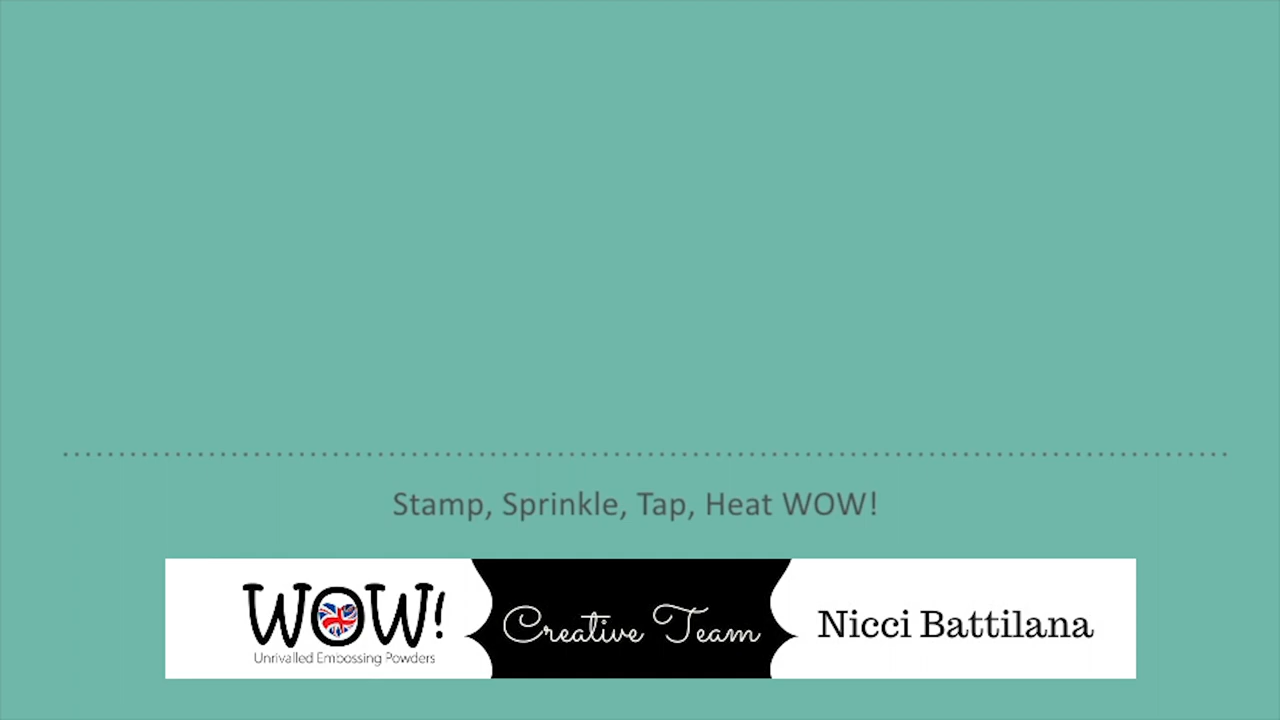 Stamp, Sprinkle, Tap, Heat WOW!
WOW!
Unrivalled Embossing Powders
Creative Team
Nicci Battilana